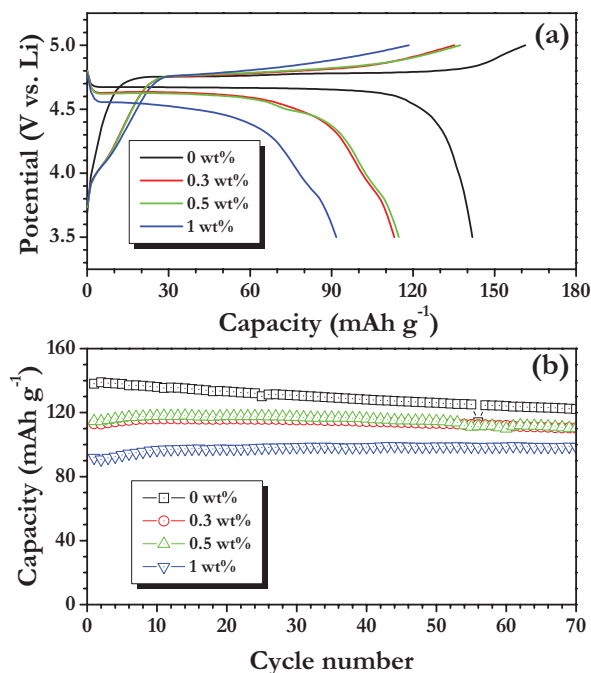 (a)
5.0
4.5
4.0
3.5
Potential (V vs. Li)
0 wt%
0.3 wt%
0.5 wt%
1 wt%
0 30 60 90 120 150 180
Capacity (mAh g⁻¹)
(b)
160
120
80
40
0
Capacity (mAh g⁻¹)
0 wt%
0.3 wt%
0.5 wt%
1 wt%
0 10 20 30 40 50 60 70
Cycle number